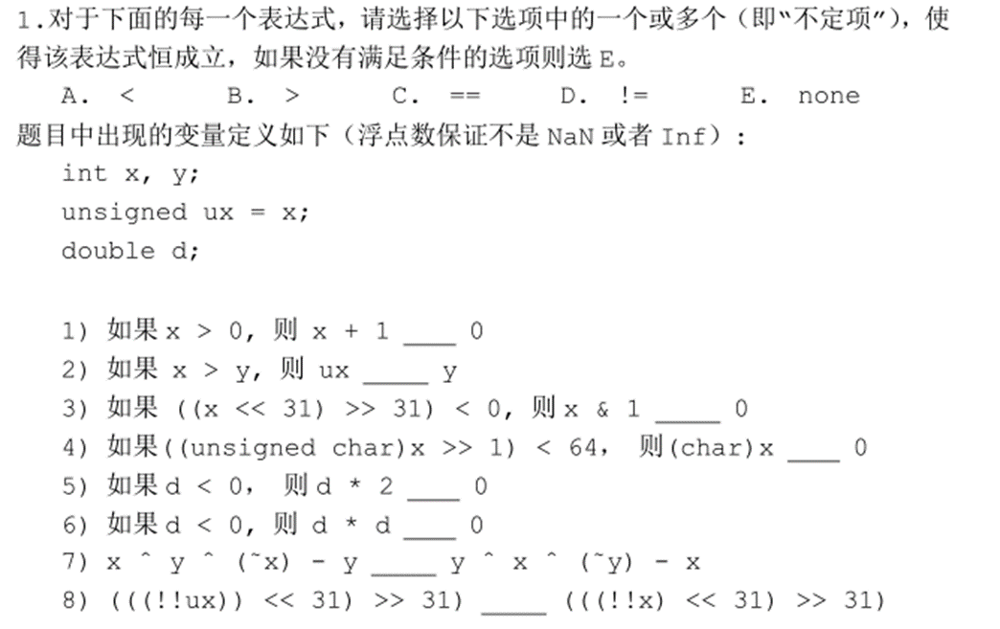 1.对于下面的每一个表达式，请选择以下选项中的一个或多个（即“不定项”），使
得该表达式恒成立，如果没有满足条件的选项则选 E。
A. < B. > C. == D. != E. none
题目中出现的变量定义如下（浮点数保证不是 NaN 或者 Inf）:
int x, y;
unsigned ux = x;
double d;
1) 如果 x > 0, 则 x + 1 ____ 0
2) 如果 x > y, 则 ux _____ y
3) 如果 ((x << 31) >> 31) < 0, 则 x & 1 _____ 0
4) 如果((unsigned char)x >> 1) < 64, 则(char)x ____ 0
5) 如果 d < 0, 则 d * 2 ____ 0
6) 如果 d < 0, 则 d * d ____ 0
7) x ^ y ^ (~x) - y _____ y ^ x ^ (~y) - x
8) (((!!ux)) << 31) >> 31) _____ (((!!x) << 31) >> 31)